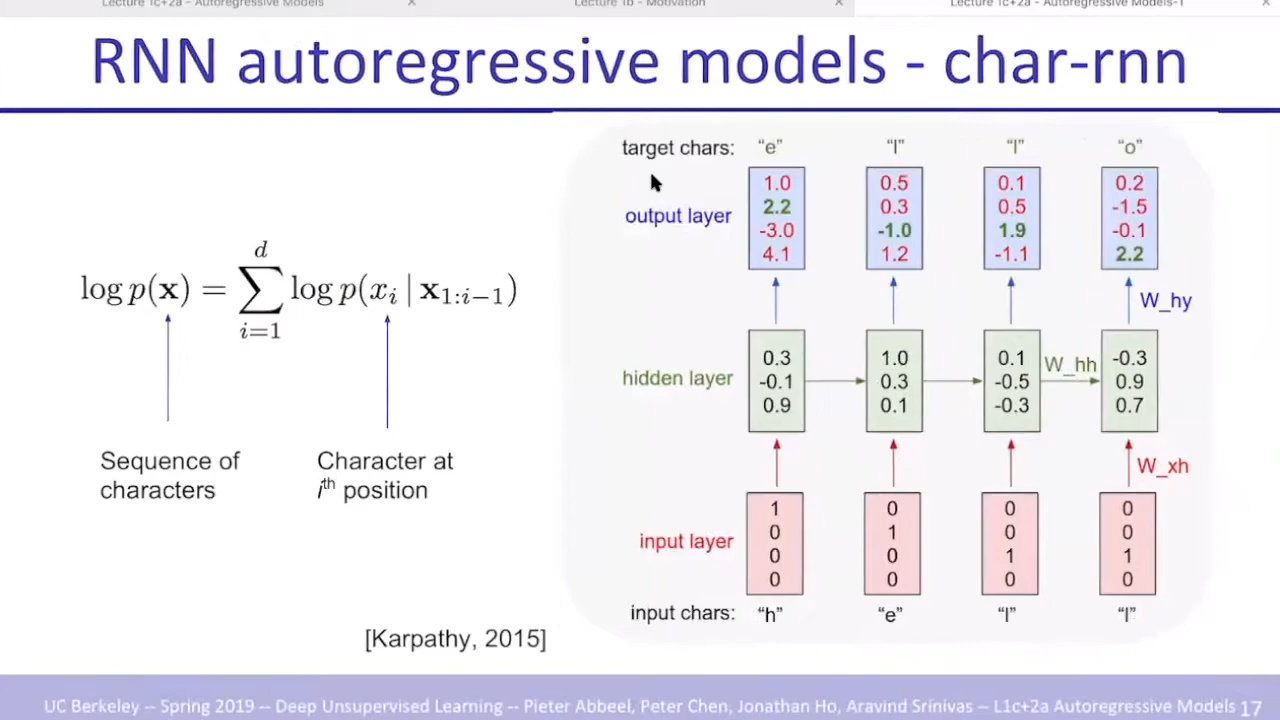 Lecture 1c+2a - Autoregressive Models
Lecture 1b - Motivation
Lecture 1c+2a - Autoregressive Models-1
RNN autoregressive models - char-rnn
log p(x) = ∑_{i=1}^{d} log p(x_i | x_{1:i−1})
Sequence of
characters
Character at
i^th position
[Karpathy, 2015]
target chars: “e” “l” “l” “o”
output layer
1.0 0.5 0.1 0.2
2.2 0.3 0.5 -1.5
-3.0 -1.0 1.9 -0.1
4.1 1.2 -1.1 2.2
W_hy
hidden layer
0.3 1.0 0.1 -0.3
-0.1 0.3 -0.5 0.9
0.9 0.1 -0.3 0.7
W_hh
W_xh
input layer
1 0 0 0
0 1 0 0
0 0 1 1
0 0 0 0
input chars: “h” “e” “l” “l”
UC Berkeley -- Spring 2019 -- Deep Unsupervised Learning -- Pieter Abbeel, Peter Chen, Jonathan Ho, Aravind Srinivas -- L1c+2a Autoregressive Models 17